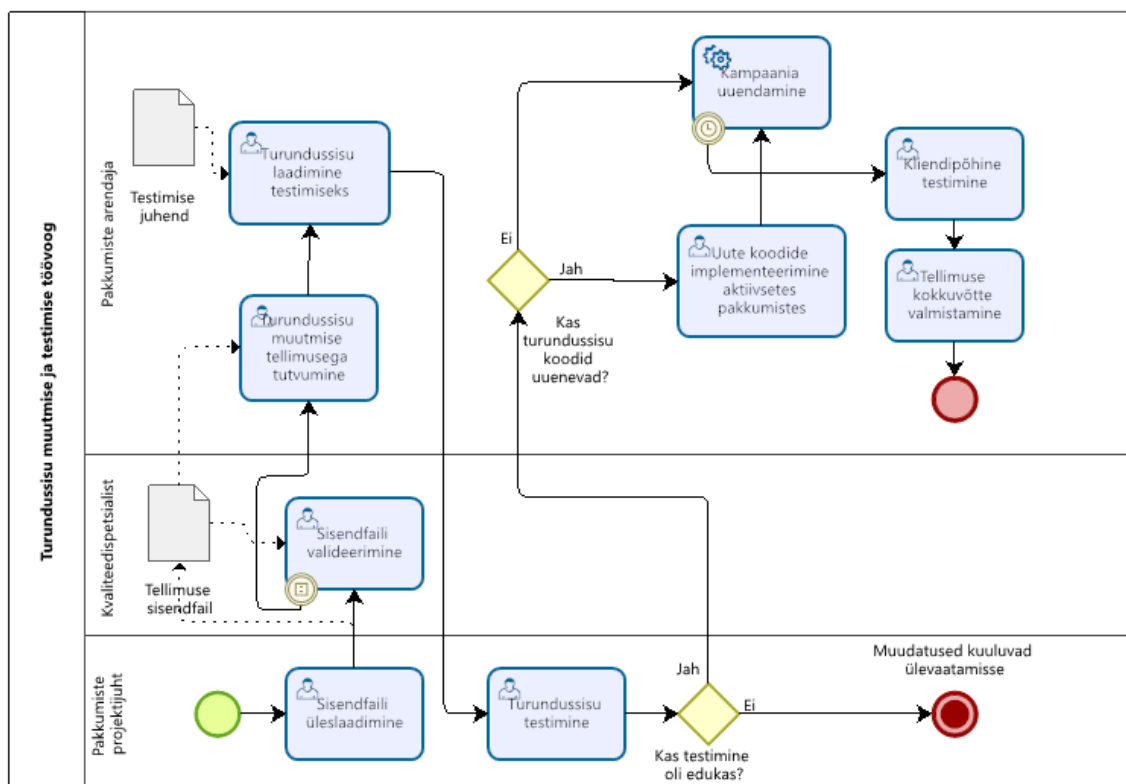 Turundussisu muutmise ja testimise töövoog
Pakkumiste arendaja
Testimise
juhend
Turundussisu
laadimine
testimiseks
Turundussisu
muutmise
tellimusega
tutvumine
Ei
Jah
Kas
turundussisu
koodid
uuenevad?
Kampaania
uuendamine
Uute koodide
implementeerimine
aktiivsetes
pakkumistes
Kliendipõhine
testimine
Tellimuse
kokkuvõtte
valmistamine
Kvaliteedispetsialist
Tellimuse
sisendfail
Sisendfaili
valideerimine
Pakkumiste
projektijuht
Sisendfaili
üleslaadimine
Turundussisu
testimine
Jah
Ei
Kas testimine
oli edukas?
Muudatused kuuluvad
ülevaatamisse